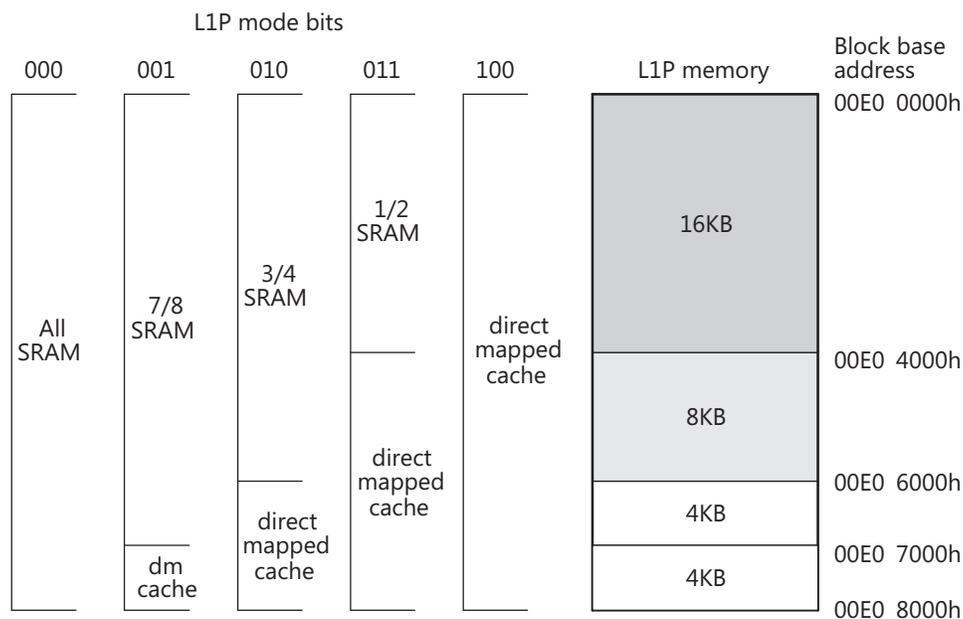 L1P mode bits
000 001 010 011 100 L1P memory Block base
address
00E0 0000h
1/2
SRAM
16KB
3/4
SRAM
7/8
SRAM
All
SRAM
direct
mapped
cache
00E0 4000h
8KB
direct
mapped
cache
00E0 6000h
direct
mapped
cache
4KB
00E0 7000h
dm
cache
4KB
00E0 8000h